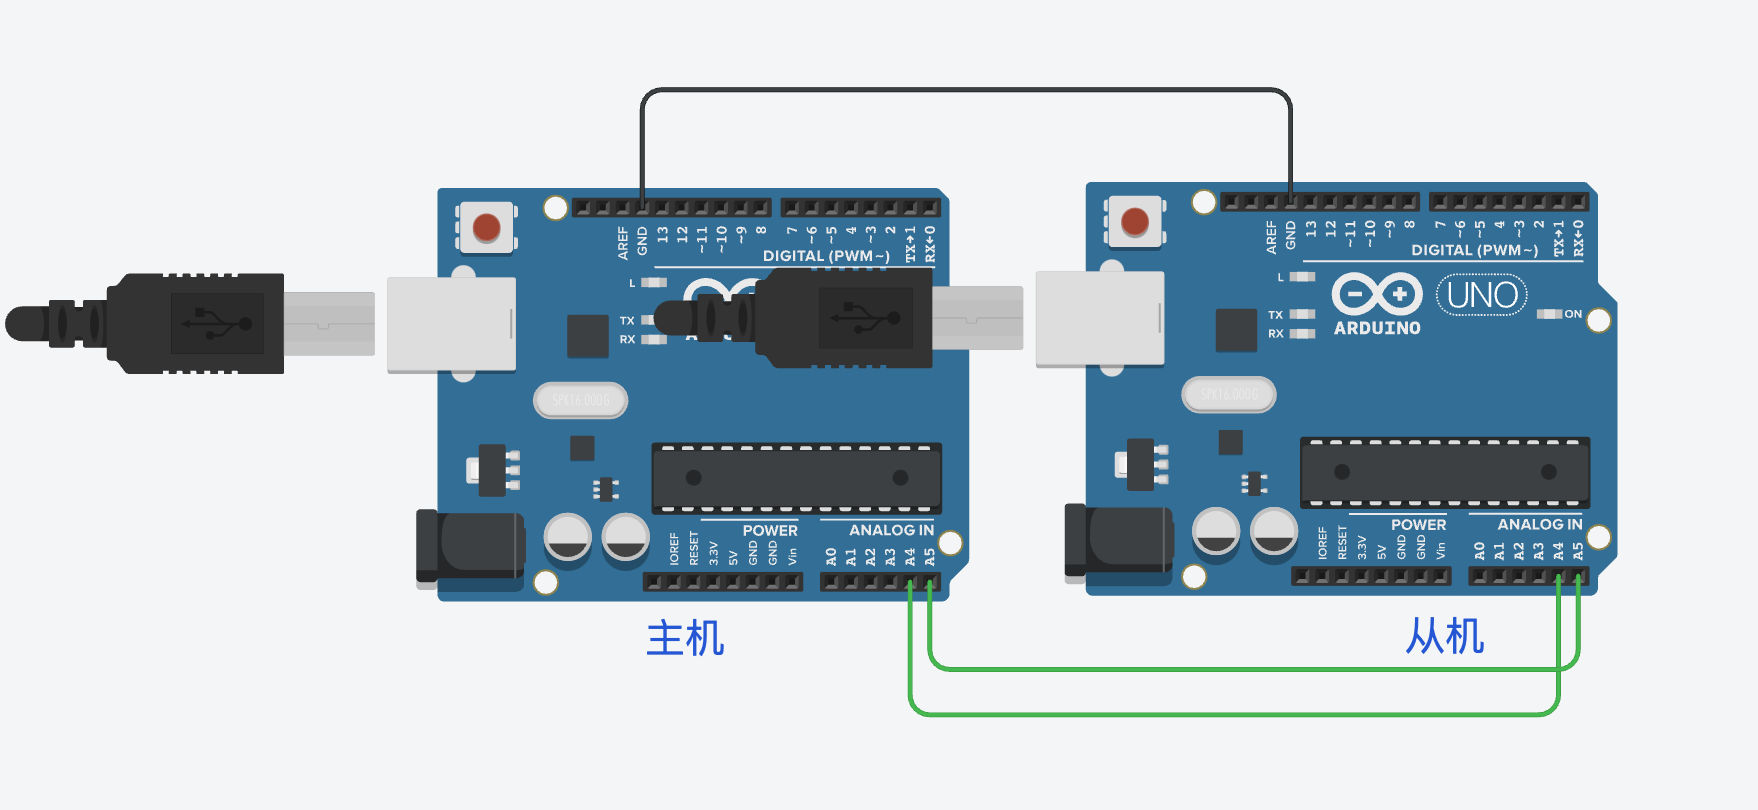 AREF
GND
13
12
~11
~10
~9
8
7
~6
~5
4
~3
2
TX→1
RX←0
DIGITAL (PWM~)
L
TX
RX
SPK16.000G
POWER
ANALOG IN
IOREF
RESET
3.3V
5V
GND
GND
Vin
A0
A1
A2
A3
A4
A5
主机
AREF
GND
13
12
~11
~10
~9
8
7
~6
~5
4
~3
2
TX→1
RX←0
DIGITAL (PWM~)
L
TX
RX
UNO
ARDUINO
ON
SPK16.000G
POWER
ANALOG IN
IOREF
RESET
3.3V
5V
GND
GND
Vin
A0
A1
A2
A3
A4
A5
从机